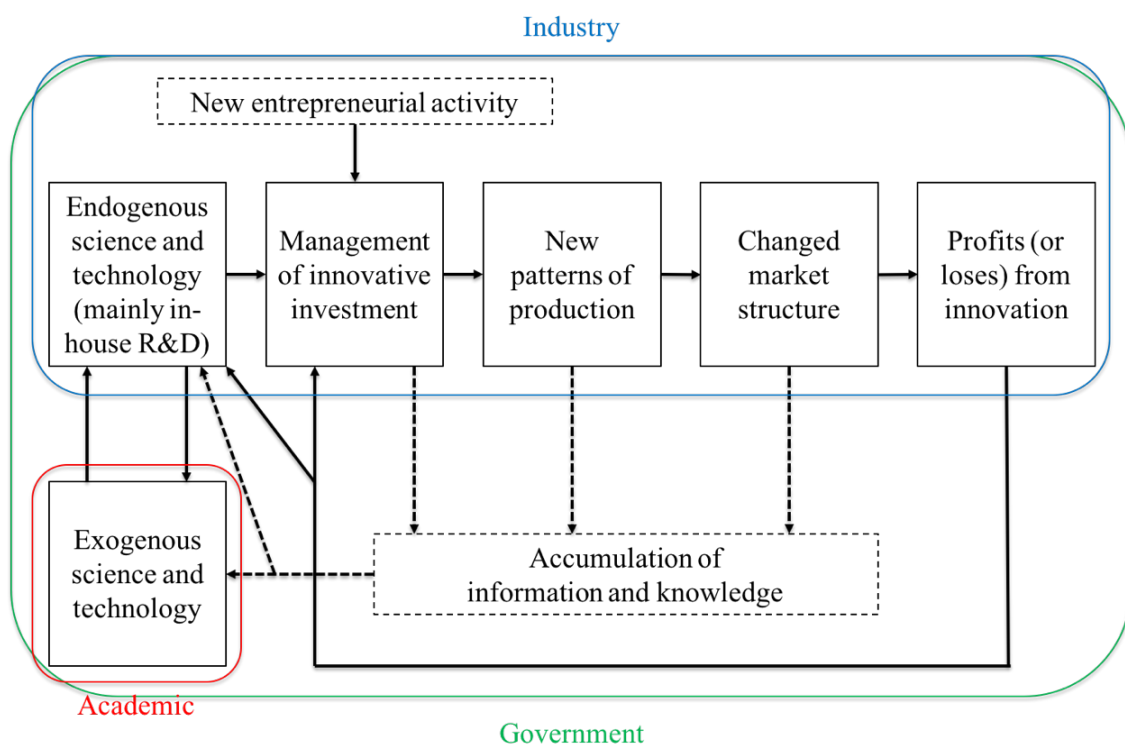 Industry
New entrepreneurial activity
Endogenous
science and
technology
(mainly in-
house R&D)
Management
of innovative
investment
New
patterns of
production
Changed
market
structure
Profits (or
loses) from
innovation
Exogenous
science and
technology
Accumulation of
information and knowledge
Academic
Government